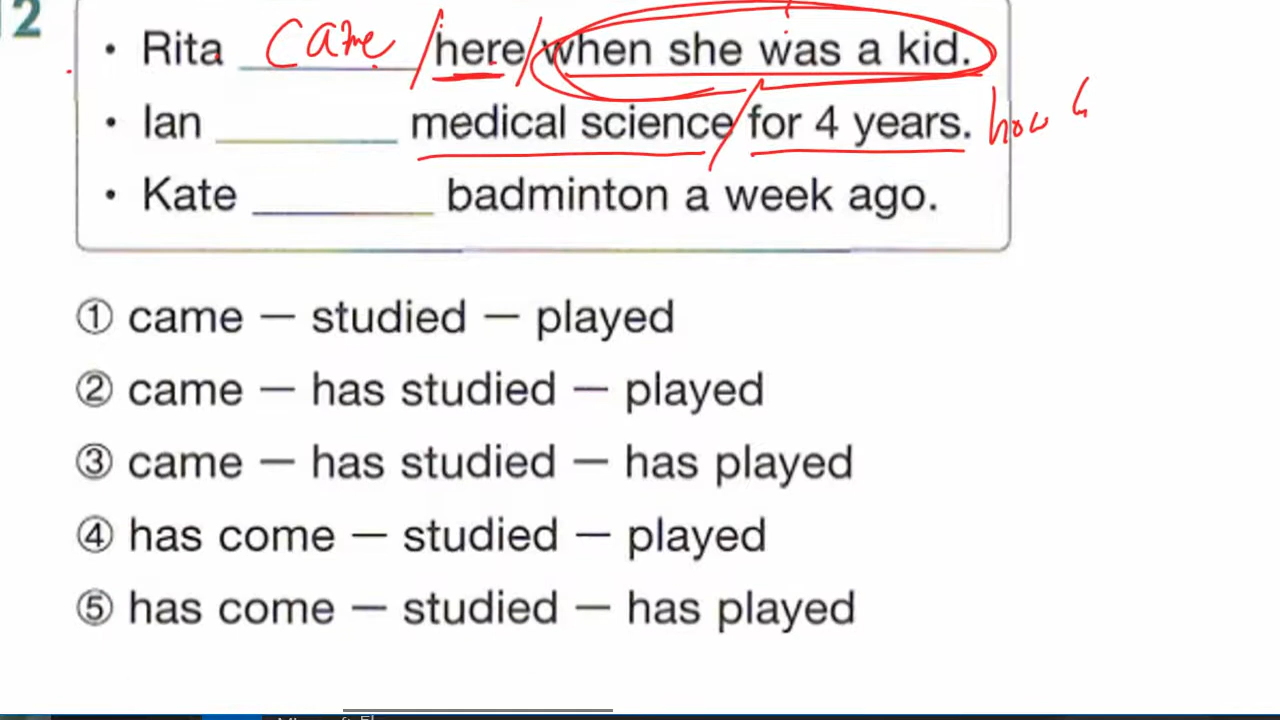 12
• Rita came / here / when she was a kid.
• Ian ________ medical science / for 4 years. how
• Kate ________ badminton a week ago.
① came — studied — played
② came — has studied — played
③ came — has studied — has played
④ has come — studied — played
⑤ has come — studied — has played